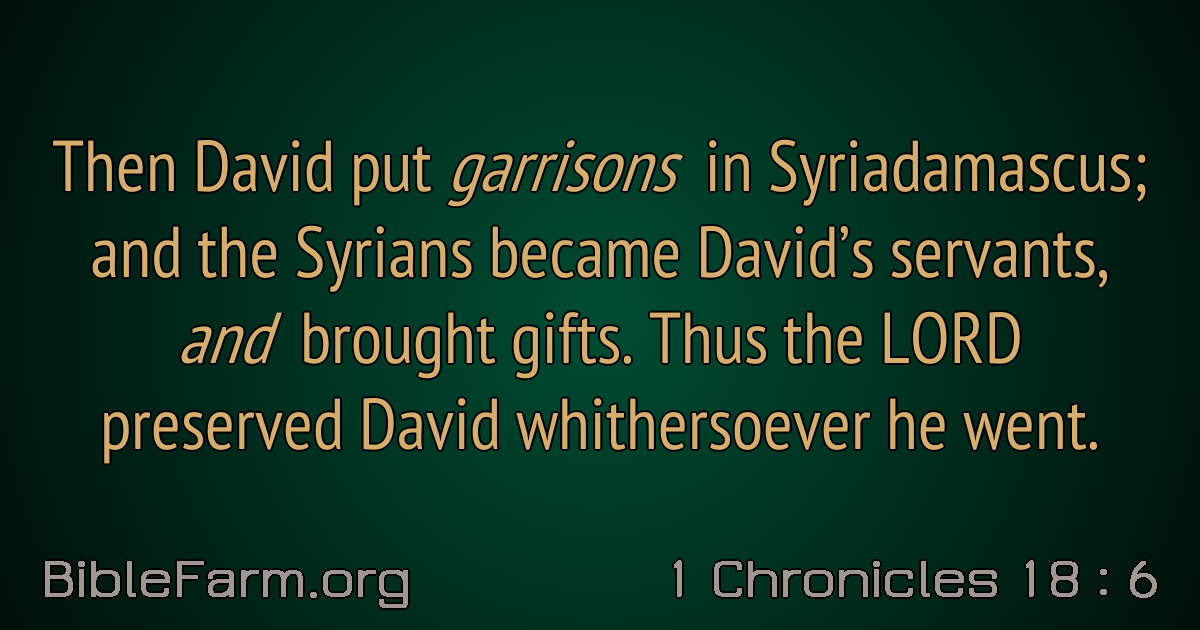 Then David put garrisons in Syriadamascus;
and the Syrians became David’s servants,
and brought gifts. Thus the LORD
preserved David whithersoever he went.
BibleFarm.org
1 Chronicles 18 : 6